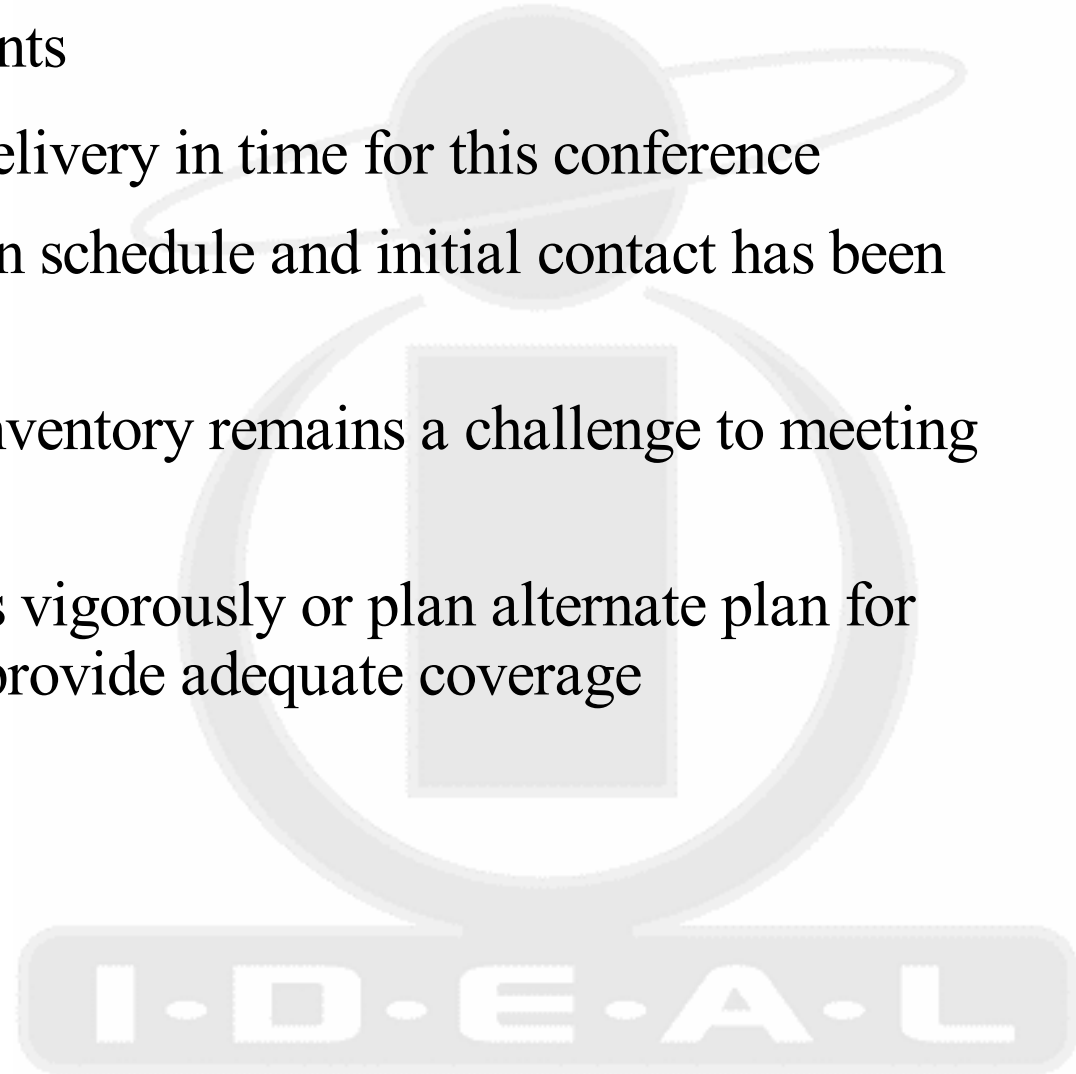 nts
elivery in time for this conference
n schedule and initial contact has been
nventory remains a challenge to meeting
s vigorously or plan alternate plan for
provide adequate coverage
I·D·E·A·L